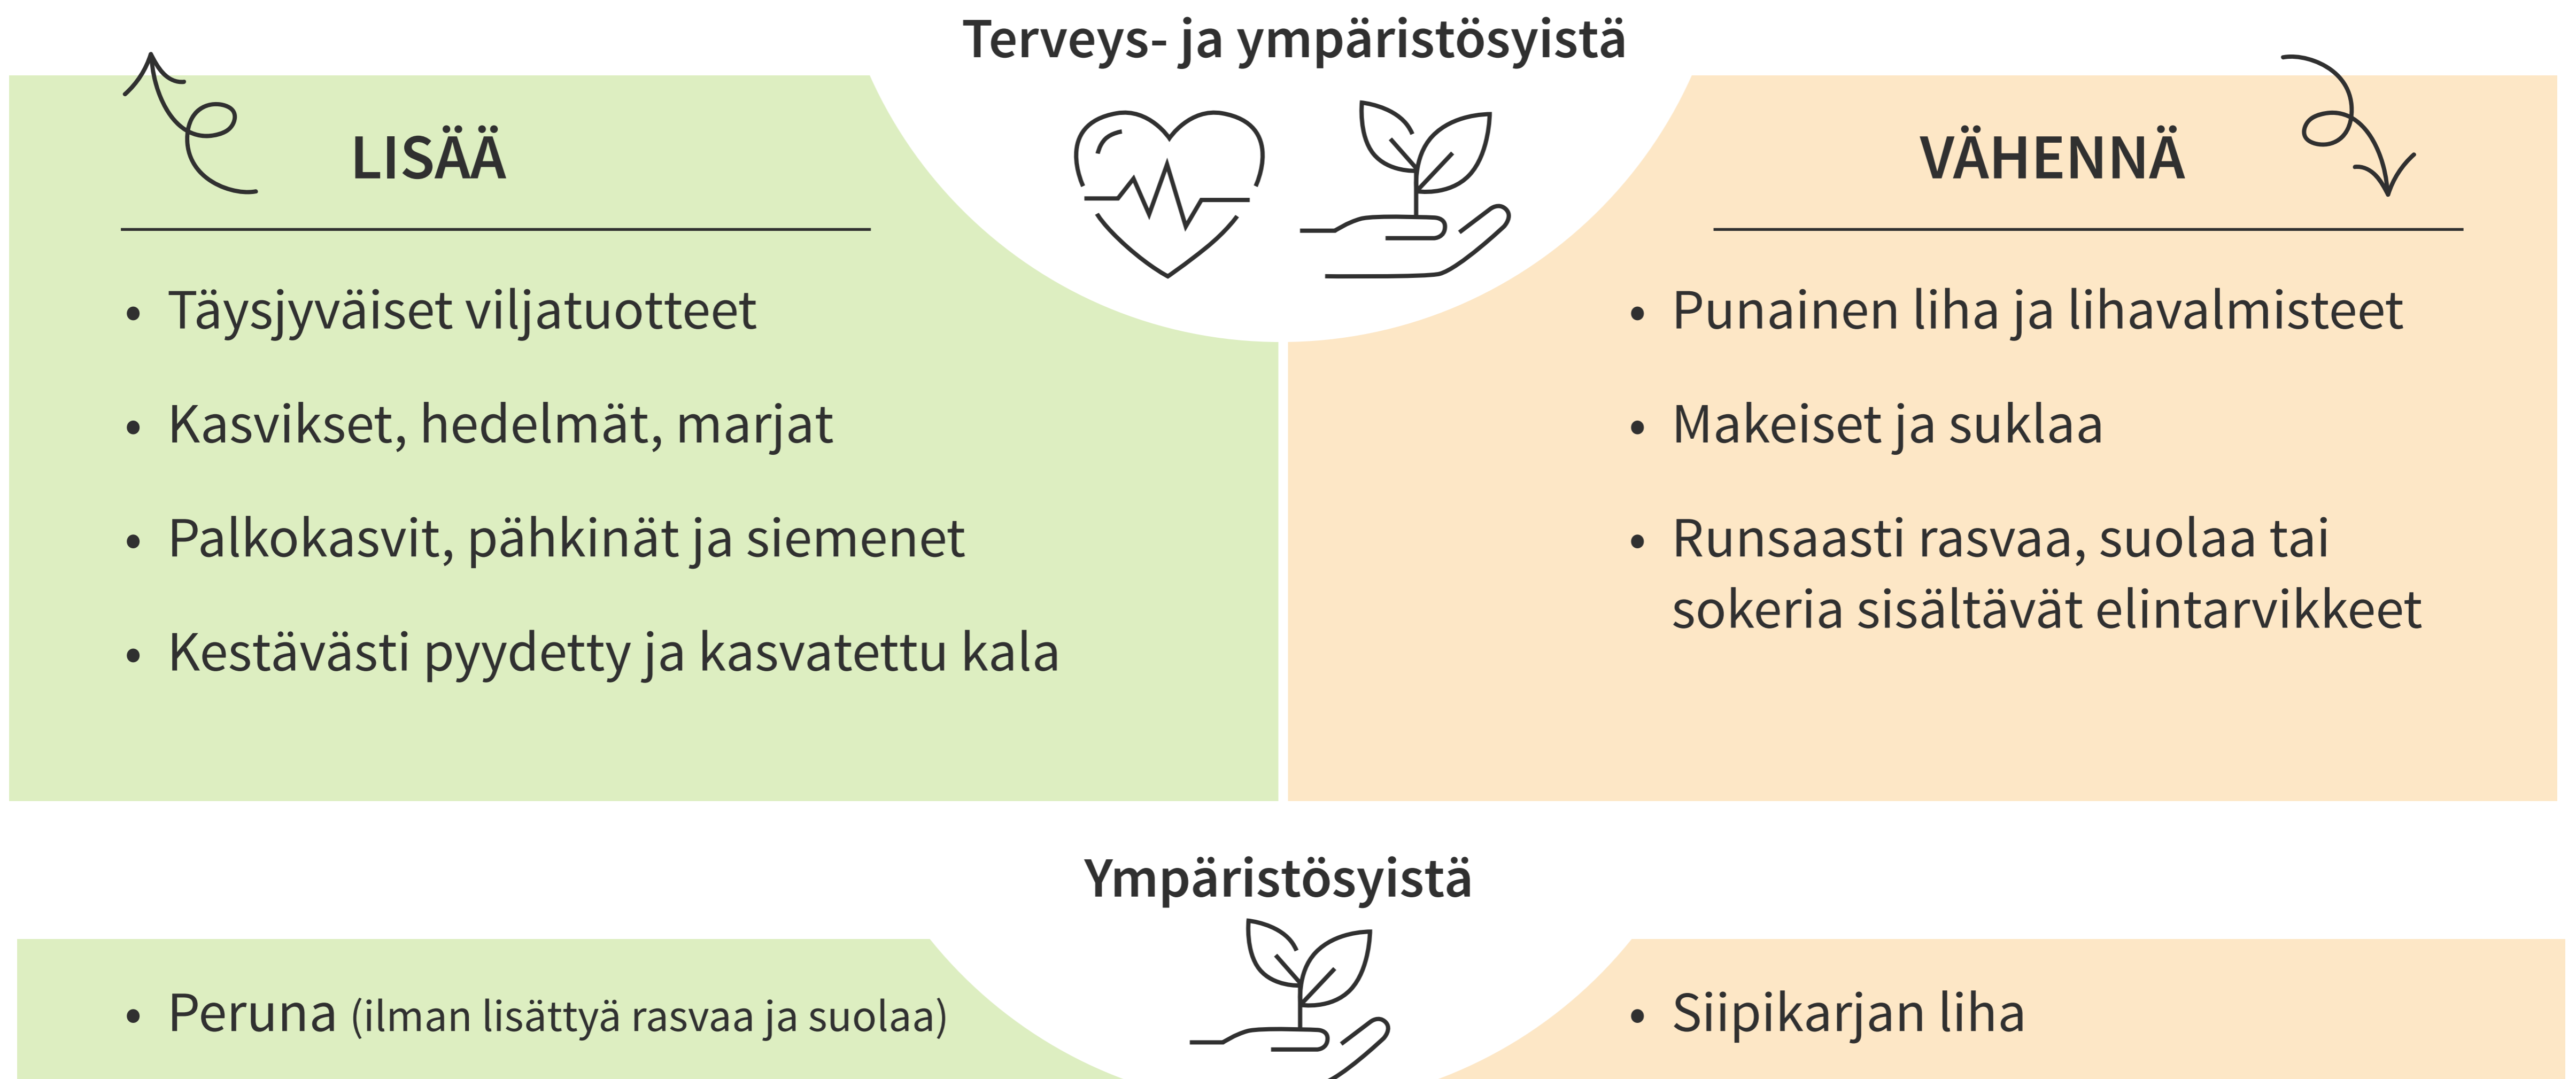 Terveys- ja ympäristösyistä
LISÄÄ
• Täysjyväiset viljatuotteet
• Kasvikset, hedelmät, marjat
• Palkokasvit, pähkinät ja siemenet
• Kestävästi pyydetty ja kasvatettu kala
VÄHENNÄ
• Punainen liha ja lihavalmisteet
• Makeiset ja suklaa
• Runsaasti rasvaa, suolaa tai
sokeria sisältävät elintarvikkeet
Ympäristösyistä
• Peruna (ilman lisättyä rasvaa ja suolaa)
• Siipikarjan liha